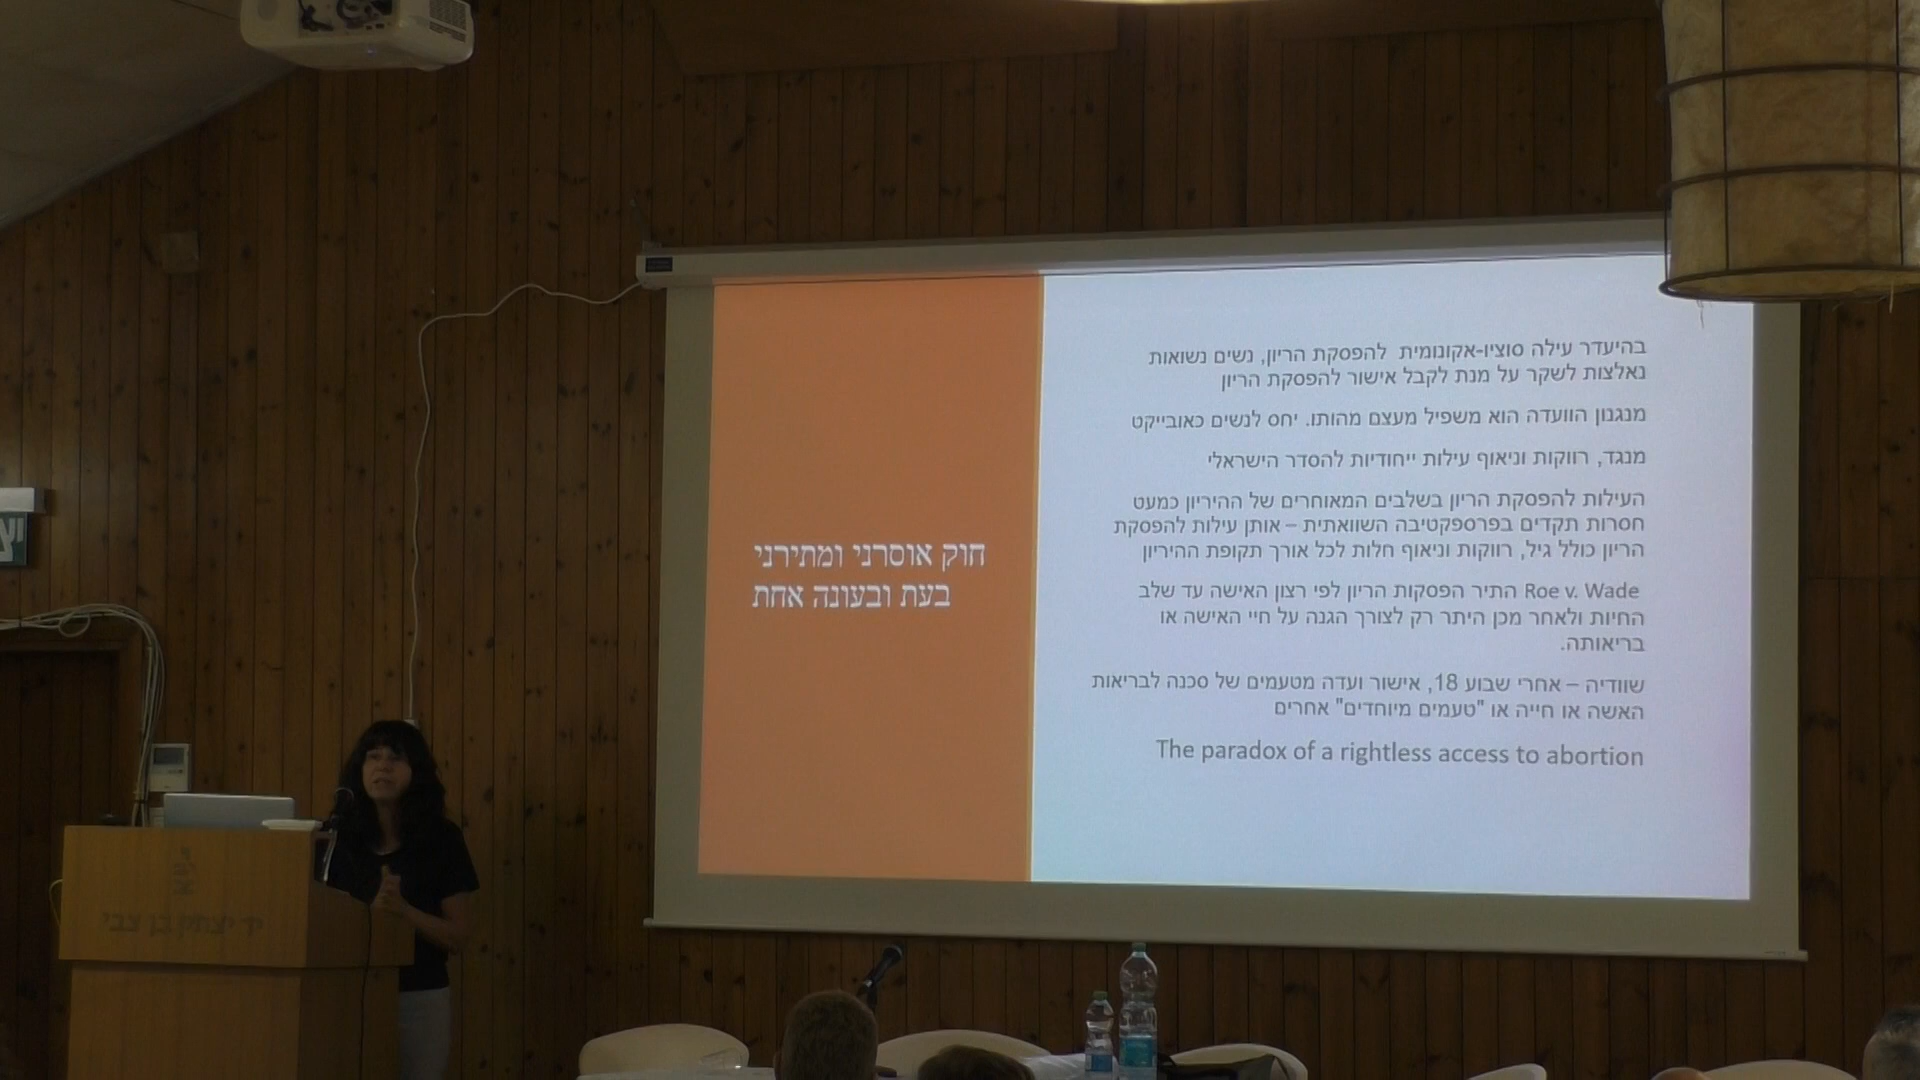 חוק אוסרני ומתירני
בעת ובעונה אחת
בהיעדר עילה סוציו-אקונומית להפסקת הריון, נשים נשואות
נאלצות לשקר על מנת לקבל אישור להפסקת הריון
מנגנון הוועדה הוא משפיל מעצם מהותו. יחס לנשים כאובייקט
מנגד, רווקות וניאוף עילות ייחודיות להסדר הישראלי
העילות להפסקת הריון בשלבים המאוחרים של ההיריון כמעט
חסרות תקדים בפרספקטיבה השוואתית – אותן עילות להפסקת
הריון כולל גיל, רווקות וניאוף חלות לכל אורך תקופת ההיריון
Roe v. Wade התיר הפסקות הריון לפי רצון האישה עד שלב
החיות ולאחר מכן היתר רק לצורך הגנה על חיי האישה או
בריאותה.
שוודיה – אחרי שבוע 18, אישור ועדה מטעמים של סכנה לבריאות
האשה או חייה או "טעמים מיוחדים" אחרים
The paradox of a rightless access to abortion
יד יצחק בן צבי